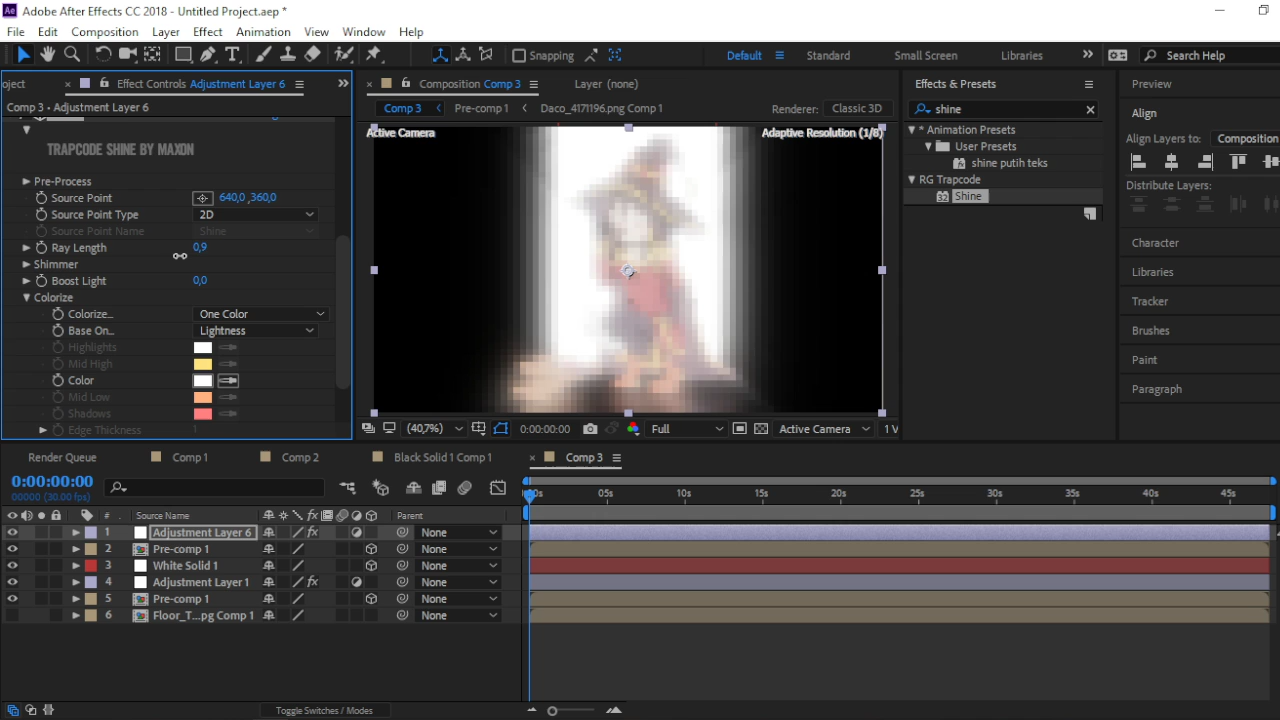 Adobe After Effects CC 2018 - Untitled Project.aep *
File Edit Composition Layer Effect Animation View Window Help
Snapping Default Standard Small Screen Libraries Search Help
oject Effect Controls Adjustment Layer 6
Comp 3 • Adjustment Layer 6
TRAPCODE SHINE BY MAXON
Pre-Process
Source Point 640,0 ,360,0
Source Point Type 2D
Source Point Name Shine
Ray Length 0,9
Shimmer
Boost Light 0,0
Colorize
Colorize... One Color
Base On... Lightness
Highlights
Mid High
Color
Mid Low
Shadows
Edge Thickness 1
Composition Comp 3 Layer (none)
Comp 3 Pre-comp 1 Daco_4171196.png Comp 1 Renderer: Classic 3D
Active Camera Adaptive Resolution (1/8)
(40,7%) 0:00:00:00 Full Active Camera 1 V
Effects & Presets
shine
* Animation Presets
User Presets
shine putih teks
RG Trapcode
Shine
Preview
Align
Align Layers to: Composition
Distribute Layers:
Character
Libraries
Tracker
Brushes
Paint
Paragraph
Render Queue Comp 1 Comp 2 Black Solid 1 Comp 1 Comp 3
0:00:00:00
00000 (30.00 fps)
05s 10s 15s 20s 25s 30s 35s 40s 45s
# Source Name Parent
1 Adjustment Layer 6 None
2 Pre-comp 1 None
3 White Solid 1 None
4 Adjustment Layer 1 None
5 Pre-comp 1 None
6 Floor_T...pg Comp 1 None
Toggle Switches / Modes